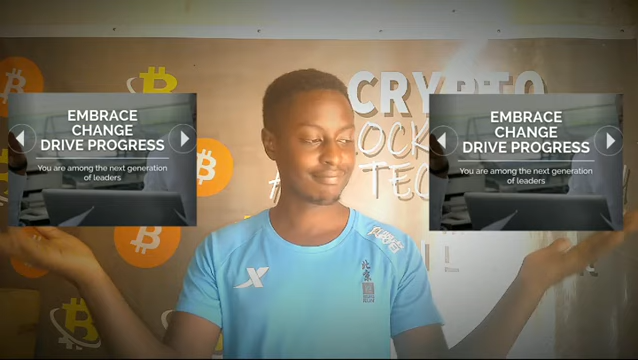 EMBRACE
CHANGE
DRIVE PROGRESS
You are among the next generation
of leaders
EMBRACE
CHANGE
DRIVE PROGRESS
You are among the next generation
of leaders
CRYPTO
TEC